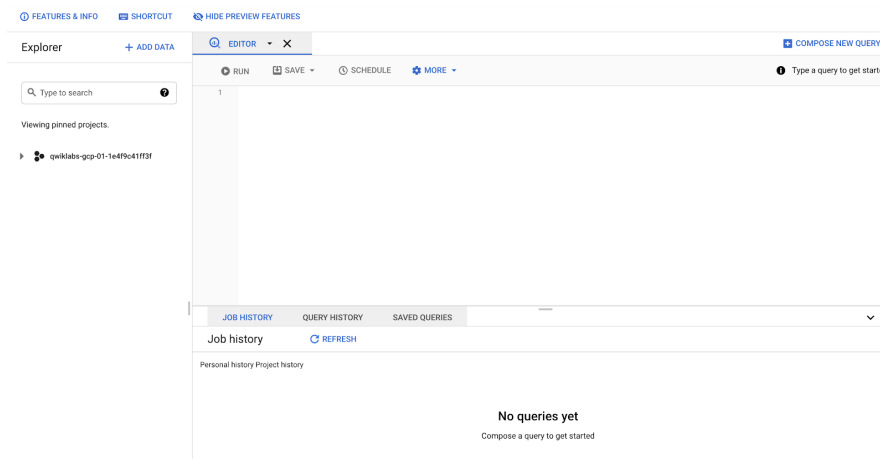 FEATURES & INFO SHORTCUT HIDE PREVIEW FEATURES
Explorer + ADD DATA
EDITOR
COMPOSE NEW QUERY
RUN SAVE SCHEDULE MORE
Type a query to get start
Type to search
1
Viewing pinned projects.
qwiklabs-gcp-01-1e4f9c41ff3f
JOB HISTORY QUERY HISTORY SAVED QUERIES
Job history REFRESH
Personal history Project history
No queries yet
Compose a query to get started